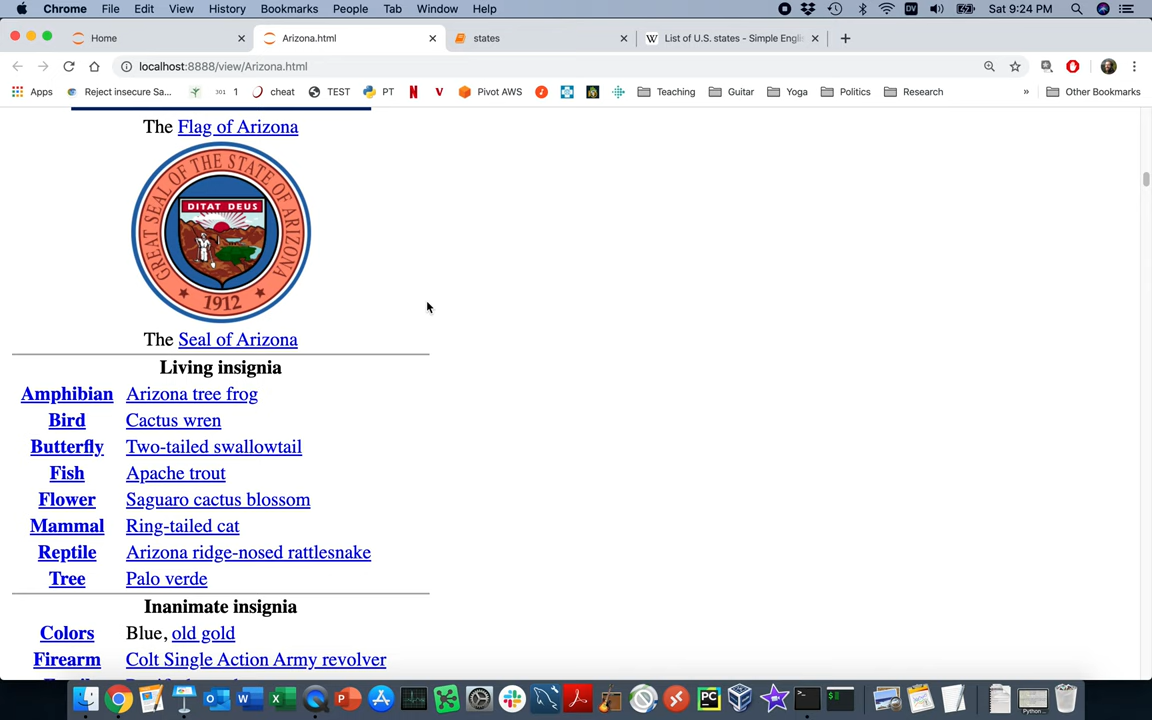 Chrome File Edit View History Bookmarks People Tab Window Help Sat 9:24 PM
Home Arizona.html states List of U.S. states - Simple Engli
localhost:8888/view/Arizona.html
Apps Reject insecure Sa... 301 1 cheat TEST PT Pivot AWS Teaching Guitar Yoga Politics Research » Other Bookmarks
The Flag of Arizona
GREAT SEAL OF THE STATE OF ARIZONA
DITAT DEUS
1912
The Seal of Arizona
Living insignia
Amphibian Arizona tree frog
Bird Cactus wren
Butterfly Two-tailed swallowtail
Fish Apache trout
Flower Saguaro cactus blossom
Mammal Ring-tailed cat
Reptile Arizona ridge-nosed rattlesnake
Tree Palo verde
Inanimate insignia
Colors Blue, old gold
Firearm Colt Single Action Army revolver